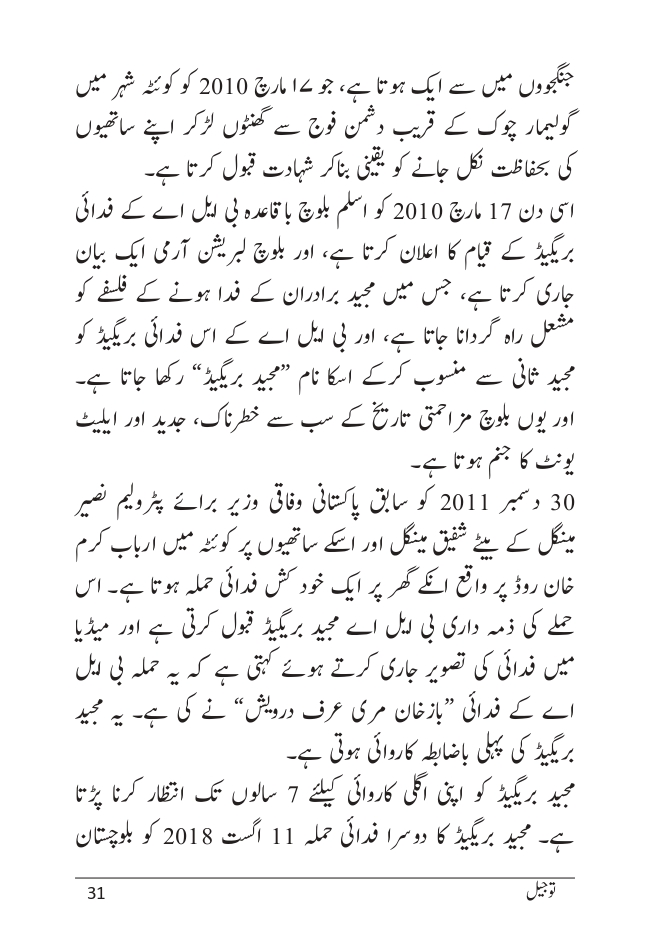 جنگجووں میں سے ایک ہوتا ہے، جو ۱۷ مارچ 2010 کو کوئٹہ شہر میں
گولیمار چوک کے قریب دشمن فوج سے گھنٹوں لڑکر اپنے ساتھیوں
کی بحفاظت نکل جانے کو یقینی بناکر شہادت قبول کرتا ہے۔
اسی دن 17 مارچ 2010 کو اسلم بلوچ باقاعدہ بی ایل اے کے فدائی
بریگیڈ کے قیام کا اعلان کرتا ہے، اور بلوچ لبریشن آرمی ایک بیان
جاری کرتا ہے، جس میں مجید برادران کے فدا ہونے کے فلسفے کو
مشعل راہ گردانا جاتا ہے، اور بی ایل اے کے اس فدائی بریگیڈ کو
مجید ثانی سے منسوب کرکے اسکا نام ”مجید بریگیڈ“ رکھا جاتا ہے۔
اور یوں بلوچ مزاحمتی تاریخ کے سب سے خطرناک، جدید اور ایلیٹ
یونٹ کا جنم ہوتا ہے۔
30 دسمبر 2011 کو سابق پاکستانی وفاقی وزیر برائے پٹرولیم نصیر
مینگل کے بیٹے شفیق مینگل اور اسکے ساتھیوں پر کوئٹہ میں ارباب کرم
خان روڈ پر واقع انکے گھر پر ایک خود کش فدائی حملہ ہوتا ہے۔ اس
حملے کی ذمہ داری بی ایل اے مجید بریگیڈ قبول کرتی ہے اور میڈیا
میں فدائی کی تصویر جاری کرتے ہوئے کہتی ہے کہ یہ حملہ بی ایل
اے کے فدائی ”بازخان مری عرف درویش“ نے کی ہے۔ یہ مجید
بریگیڈ کی پہلی باضابطہ کاروائی ہوتی ہے۔
مجید بریگیڈ کو اپنی اگلی کاروائی کیلئے 7 سالوں تک انتظار کرنا پڑتا
ہے۔ مجید بریگیڈ کا دوسرا فدائی حملہ 11 اگست 2018 کو بلوچستان
توجیل
31